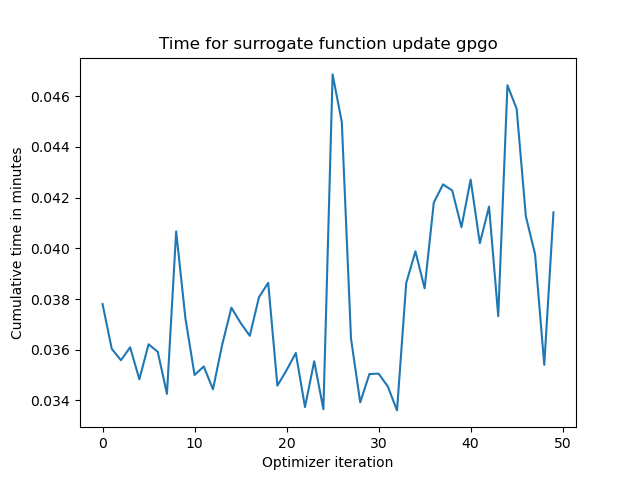 Time for surrogate function update gpgo
0.046
0.044
0.042
0.040
0.038
0.036
0.034
Cumulative time in minutes
0 10 20 30 40 50
Optimizer iteration